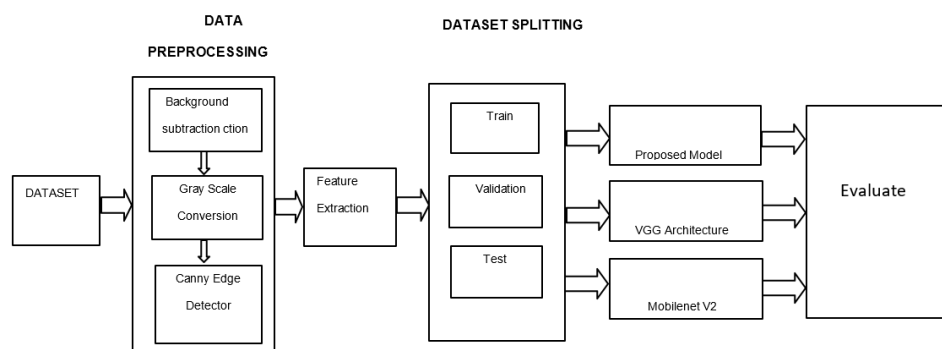 DATA
PREPROCESSING
DATASET SPLITTING
DATASET
Background
subtraction ction
Gray Scale
Conversion
Canny Edge
Detector
Feature
Extraction
Train
Validation
Test
Proposed Model
VGG Architecture
Mobilenet V2
Evaluate